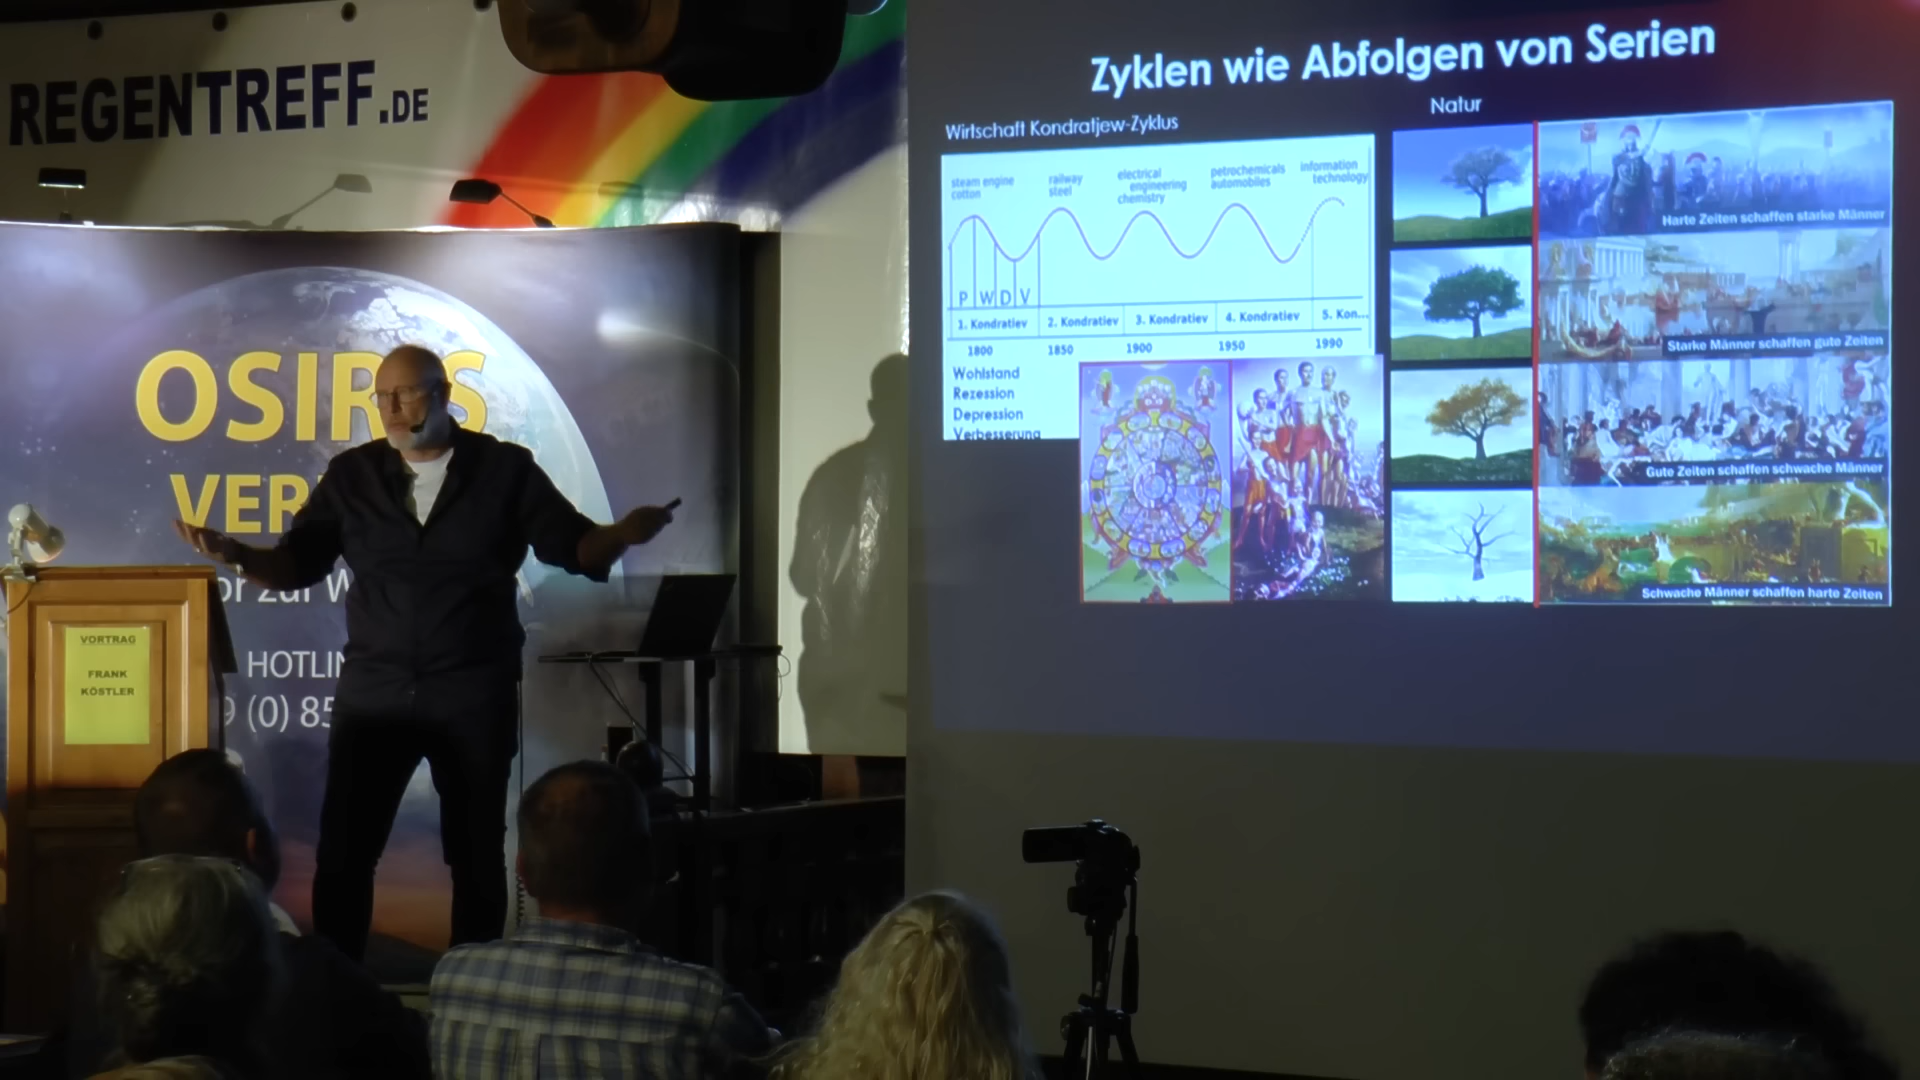 REGENTREFF.DE
OSIRIS
VER
or zur W
HOTLIN
9 (0) 85
VORTRAG
FRANK
KÖSTLER
Zyklen wie Abfolgen von Serien
Wirtschaft Kondratjew-Zyklus
Natur
steam engine
cotton
railway
steel
electrical
engineering
chemistry
petrochemicals
automobiles
information
technology
P W D V
1. Kondratiev
2. Kondratiev
3. Kondratiev
4. Kondratiev
5. Kon...
1800
1850
1900
1950
1990
Wohlstand
Rezession
Depression
Verbesserung
Harte Zeiten schaffen starke Männer
Starke Männer schaffen gute Zeiten
Gute Zeiten schaffen schwache Männer
Schwache Männer schaffen harte Zeiten